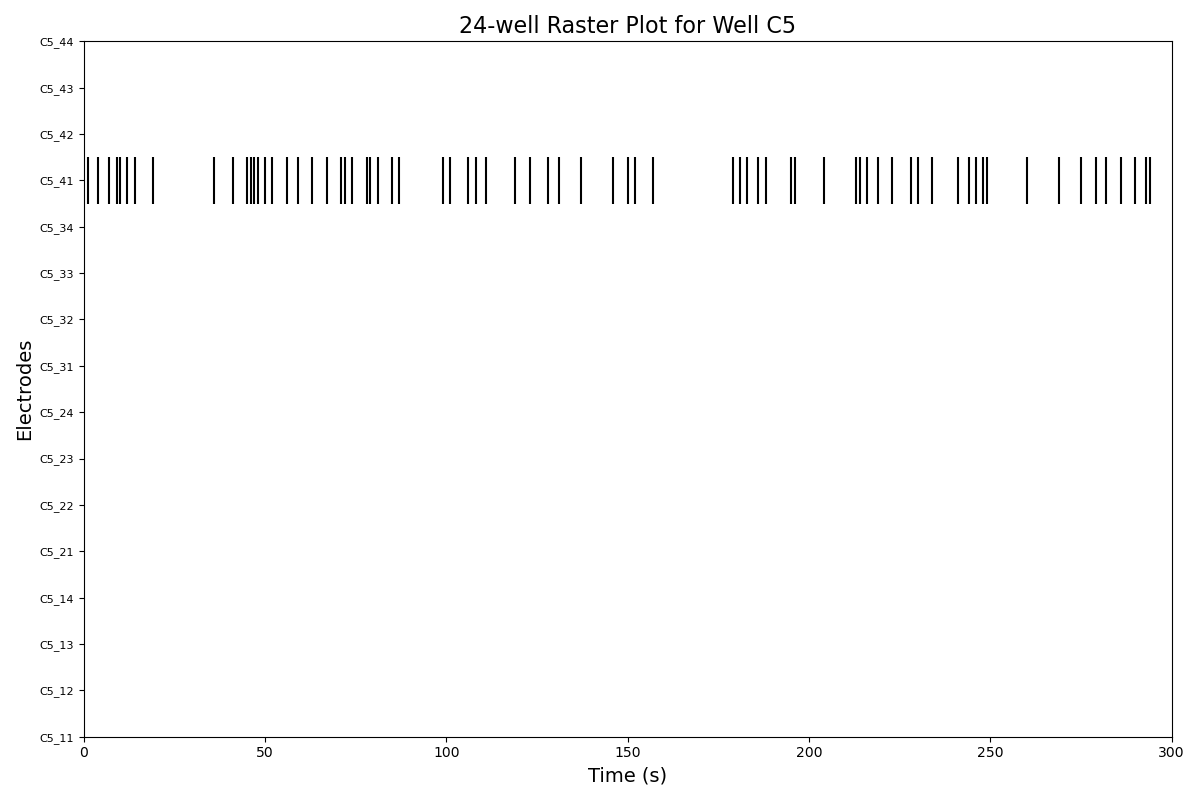 24-well Raster Plot for Well C5
C5_44
C5_43
C5_42
C5_41
C5_34
C5_33
C5_32
C5_31
C5_24
C5_23
C5_22
C5_21
C5_14
C5_13
C5_12
C5_11
Electrodes
0 50 100 150 200 250 300
Time (s)